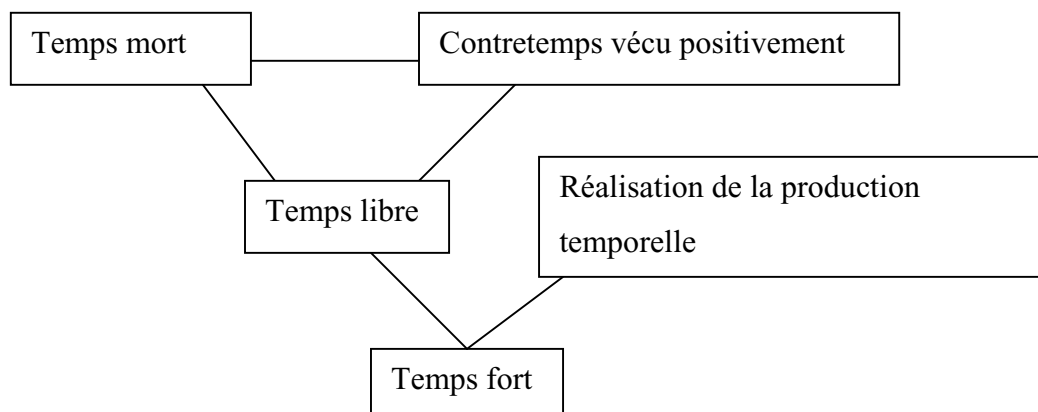 Temps mort
Contretemps vécu positivement
Temps libre
Réalisation de la production
temporelle
Temps fort